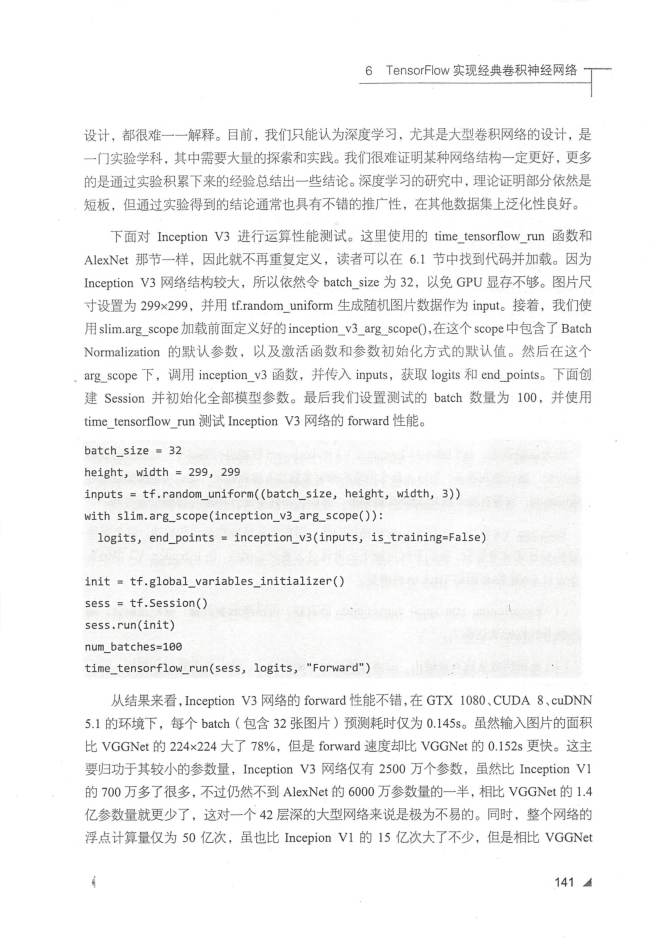 6 TensorFlow 实现经典卷积神经网络
设计，都很难一一解释。目前，我们只能认为深度学习，尤其是大型卷积网络的设计，是
一门实验学科，其中需要大量的探索和实践。我们很难证明某种网络结构一定更好，更多
的是通过实验积累下来的经验总结出一些结论。深度学习的研究中，理论证明部分依然是
短板，但通过实验得到的结论通常也具有不错的推广性，在其他数据集上泛化性良好。
下面对 Inception V3 进行运算性能测试。这里使用的 time_tensorflow_run 函数和
AlexNet 那节一样，因此就不再重复定义，读者可以在 6.1 节中找到代码并加载。因为
Inception V3 网络结构较大，所以依然令 batch_size 为 32，以免 GPU 显存不够。图片尺
寸设置为 299×299，并用 tf.random_uniform 生成随机图片数据作为 input。接着，我们使
用 slim.arg_scope 加载前面定义好的 inception_v3_arg_scope()，在这个 scope 中包含了 Batch
Normalization 的默认参数，以及激活函数和参数初始化方式的默认值。然后在这个
arg_scope 下，调用 inception_v3 函数，并传入 inputs，获取 logits 和 end_points。下面创
建 Session 并初始化全部模型参数。最后我们设置测试的 batch 数量为 100，并使用
time_tensorflow_run 测试 Inception V3 网络的 forward 性能。
batch_size = 32
height, width = 299, 299
inputs = tf.random_uniform((batch_size, height, width, 3))
with slim.arg_scope(inception_v3_arg_scope()):
logits, end_points = inception_v3(inputs, is_training=False)
init = tf.global_variables_initializer()
sess = tf.Session()
sess.run(init)
num_batches=100
time_tensorflow_run(sess, logits, "Forward")
从结果来看，Inception V3 网络的 forward 性能不错，在 GTX 1080、CUDA 8、cuDNN
5.1 的环境下，每个 batch（包含 32 张图片）预测耗时仅为 0.145s。虽然输入图片的面积
比 VGGNet 的 224×224 大了 78%，但是 forward 速度却比 VGGNet 的 0.152s 更快。这主
要归功于其较小的参数量，Inception V3 网络仅有 2500 万个参数，虽然比 Inception V1
的 700 万多了很多，不过仍然不到 AlexNet 的 6000 万参数量的一半，相比 VGGNet 的 1.4
亿参数量就更少了，这对一个 42 层深的大型网络来说是极为不易的。同时，整个网络的
浮点计算量仅为 50 亿次，虽也比 Incepion V1 的 15 亿次大了不少，但是相比 VGGNet
141